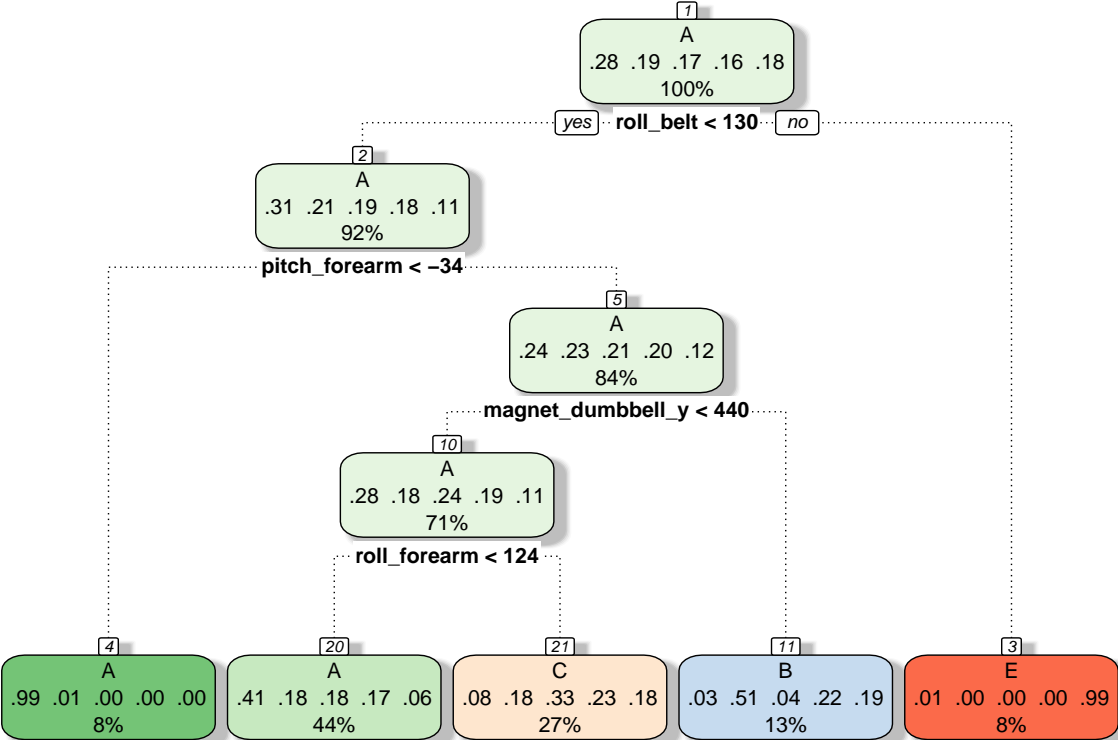 1
A
.28 .19 .17 .16 .18
100%
yes roll_belt < 130 no
2
A
.31 .21 .19 .18 .11
92%
pitch_forearm < −34
5
A
.24 .23 .21 .20 .12
84%
magnet_dumbbell_y < 440
10
A
.28 .18 .24 .19 .11
71%
roll_forearm < 124
4
A
.99 .01 .00 .00 .00
8%
20
A
.41 .18 .18 .17 .06
44%
21
C
.08 .18 .33 .23 .18
27%
11
B
.03 .51 .04 .22 .19
13%
3
E
.01 .00 .00 .00 .99
8%